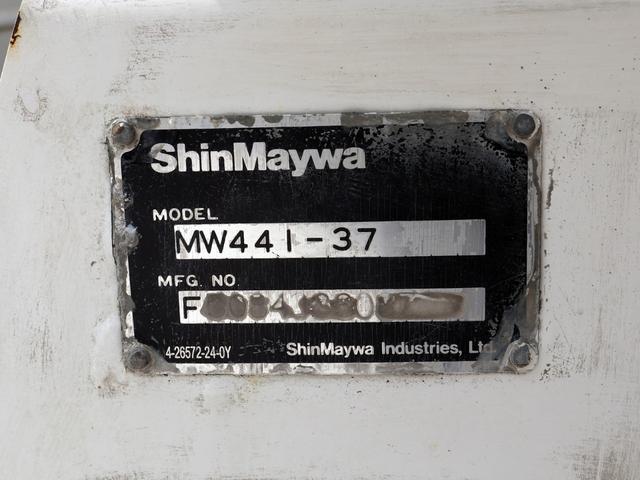 ShinMaywa
MODEL
MW441-37
MFG. NO.
F
4-26572-24-0Y
ShinMaywa Industries, Ltd